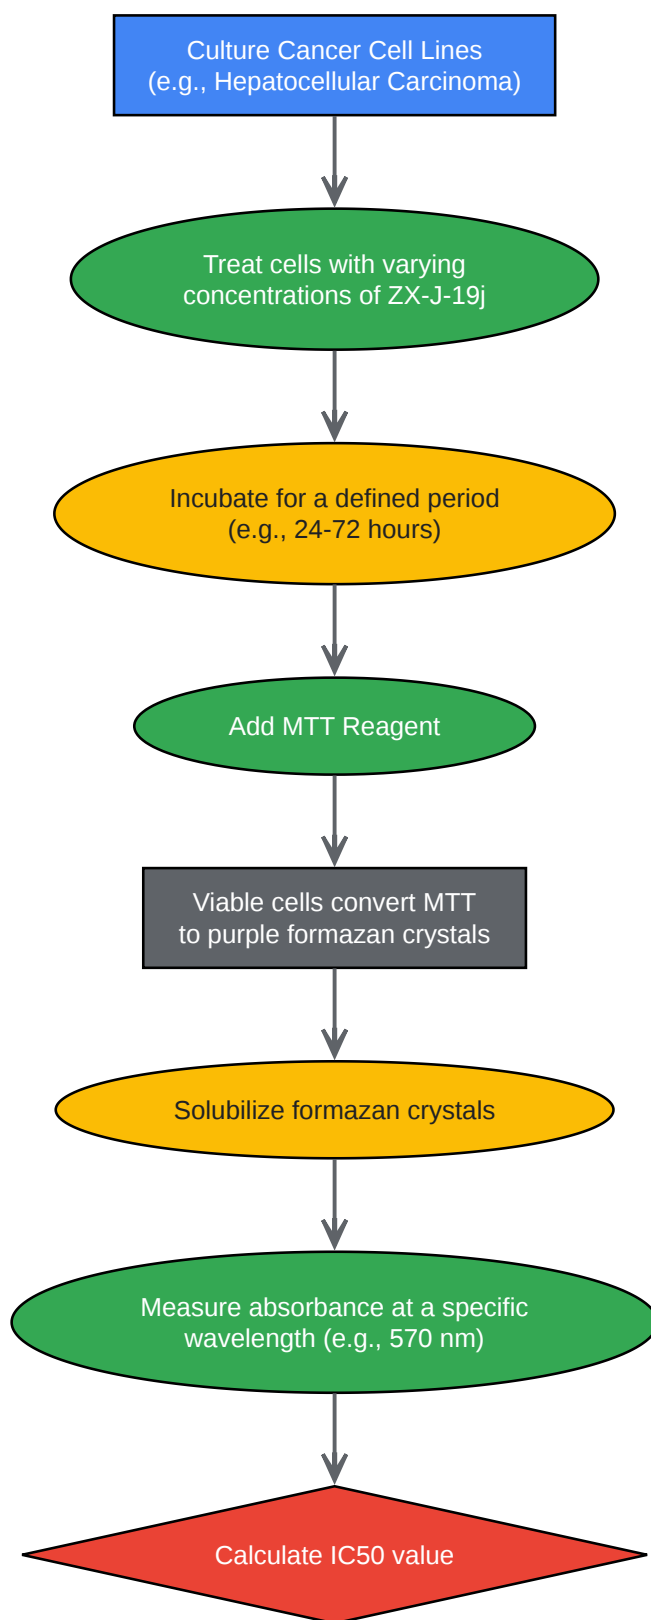 Culture Cancer Cell Lines
(e.g., Hepatocellular Carcinoma)
Treat cells with varying
concentrations of ZX-J-19j
Incubate for a defined period
(e.g., 24-72 hours)
Add MTT Reagent
Viable cells convert MTT
to purple formazan crystals
Solubilize formazan crystals
Measure absorbance at a specific
wavelength (e.g., 570 nm)
Calculate IC50 value